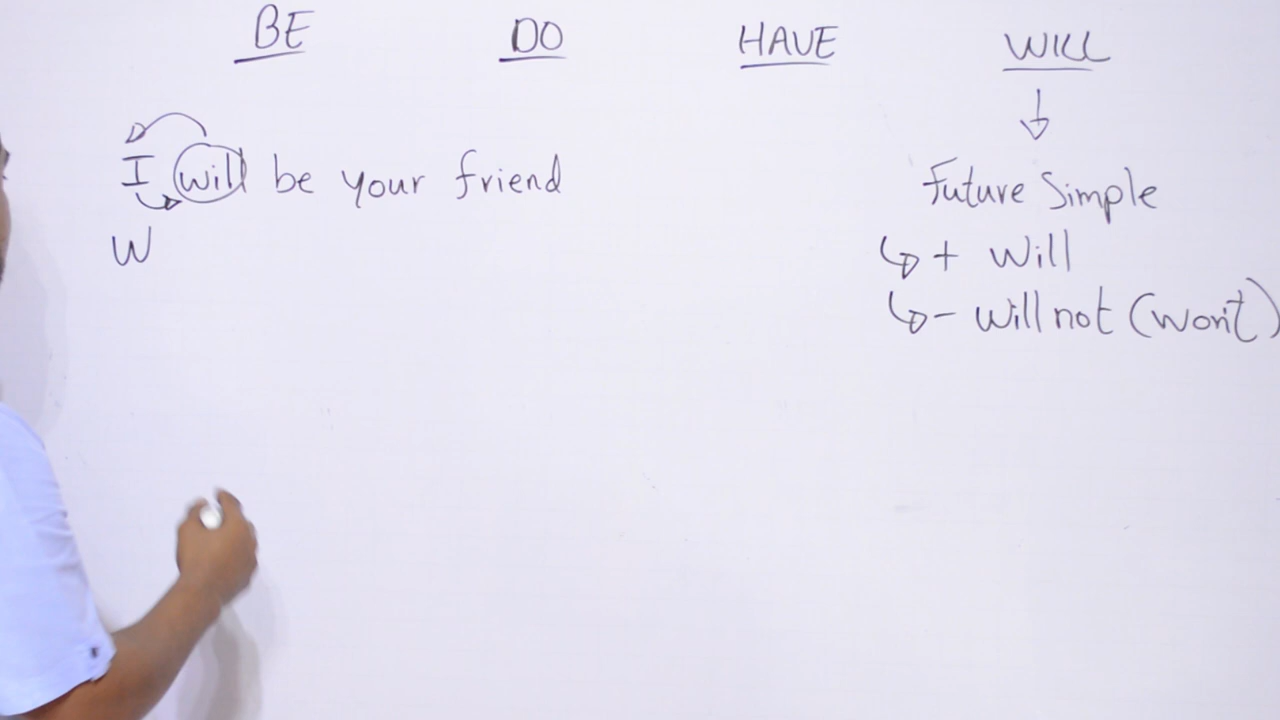 BE DO HAVE WILL
I will be your friend
W
Future Simple
+ Will
- Will not (won't)